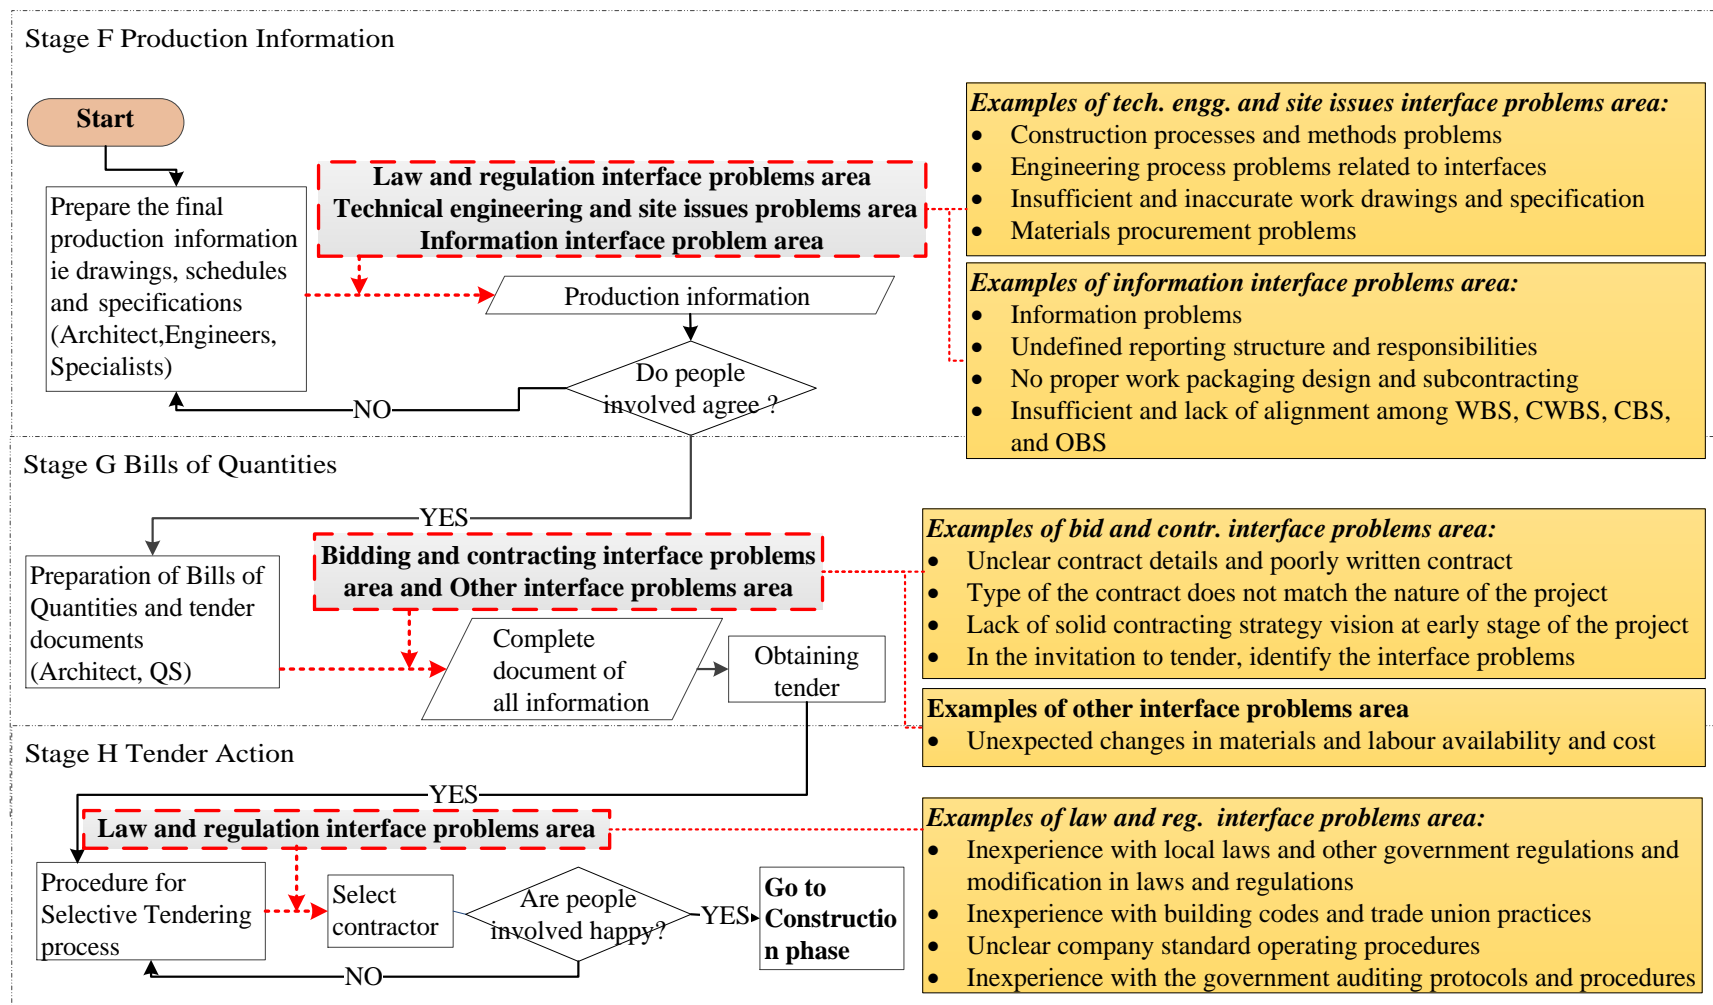 Stage F Production Information
Start
Prepare the final
production information
ie drawings, schedules
and specifications
(Architect,Engineers,
Specialists)
Law and regulation interface problems area
Technical engineering and site issues problems area
Information interface problem area
Production information
Do people
involved agree ?
NO
Examples of tech. engg. and site issues interface problems area:
• Construction processes and methods problems
• Engineering process problems related to interfaces
• Insufficient and inaccurate work drawings and specification
• Materials procurement problems
Examples of information interface problems area:
• Information problems
• Undefined reporting structure and responsibilities
• No proper work packaging design and subcontracting
• Insufficient and lack of alignment among WBS, CWBS, CBS,
and OBS
Stage G Bills of Quantities
YES
Preparation of Bills of
Quantities and tender
documents
(Architect, QS)
Bidding and contracting interface problems
area and Other interface problems area
Complete
document of
all information
Obtaining
tender
Examples of bid and contr. interface problems area:
• Unclear contract details and poorly written contract
• Type of the contract does not match the nature of the project
• Lack of solid contracting strategy vision at early stage of the project
• In the invitation to tender, identify the interface problems
Examples of other interface problems area
• Unexpected changes in materials and labour availability and cost
Stage H Tender Action
YES
Law and regulation interface problems area
Procedure for
Selective Tendering
process
Select
contractor
Are people
involved happy?
YES
NO
Go to
Constructio
n phase
Examples of law and reg. interface problems area:
• Inexperience with local laws and other government regulations and
modification in laws and regulations
• Inexperience with building codes and trade union practices
• Unclear company standard operating procedures
• Inexperience with the government auditing protocols and procedures